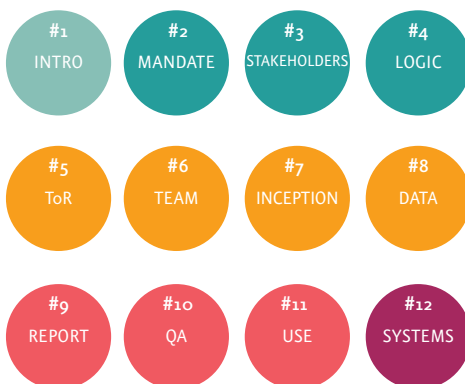 #1
INTRO
#2
MANDATE
#3
STAKEHOLDERS
#4
LOGIC
#5
ToR
#6
TEAM
#7
INCEPTION
#8
DATA
#9
REPORT
#10
QA
#11
USE
#12
SYSTEMS